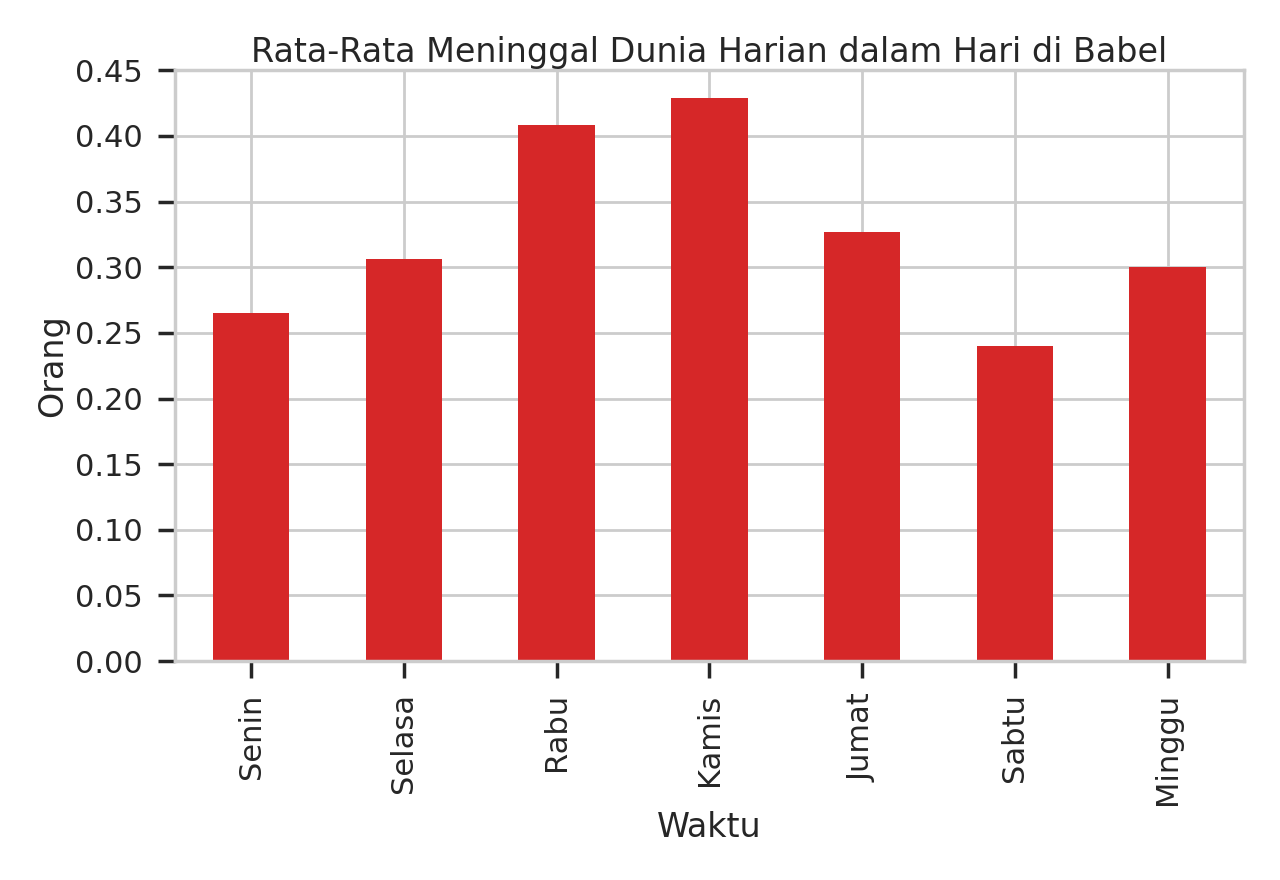 Rata-Rata Meninggal Dunia Harian dalam Hari di Babel
0.45
0.40
0.35
0.30
0.25
0.20
0.15
0.10
0.05
0.00
Orang
Senin
Selasa
Rabu
Kamis
Jumat
Sabtu
Minggu
Waktu